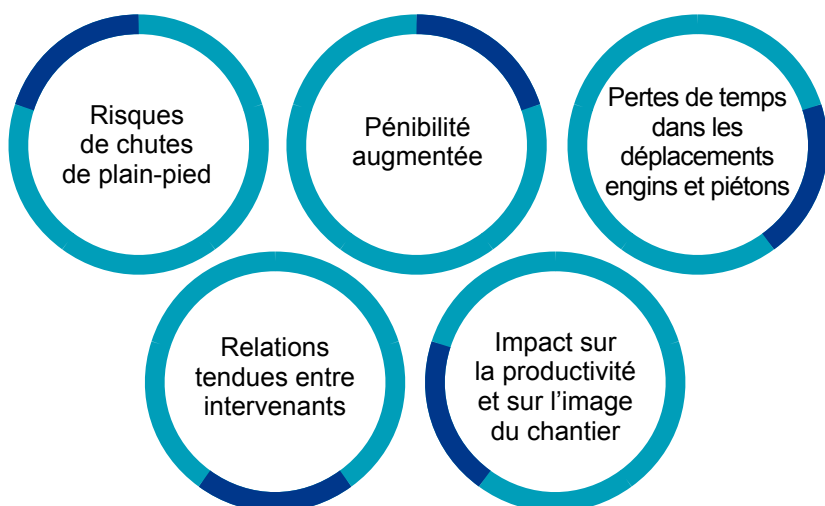 Risques
de chutes
de plain-pied
Pénibilité
augmentée
Pertes de temps
dans les
déplacements
engins et piétons
Relations
tendues entre
intervenants
Impact sur
la productivité
et sur l’image
du chantier